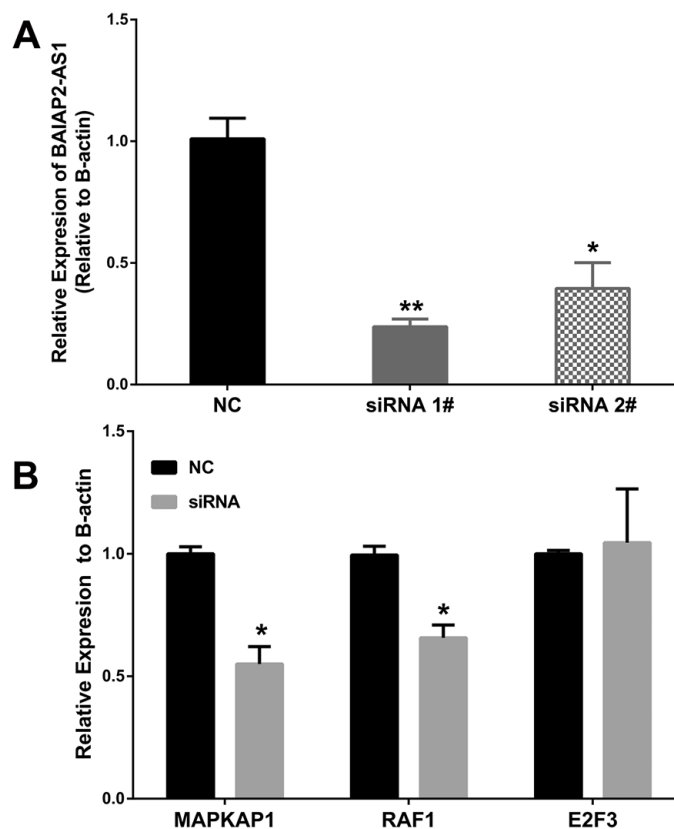 A
Relative Expresion of BAIAP2-AS1
(Relative to B-actin)
1.5
1.0
0.5
0.0
**
*
NC
siRNA 1#
siRNA 2#
B
Relative Expresion to B-actin
1.5
1.0
0.5
0.0
NC
siRNA
*
*
MAPKAP1
RAF1
E2F3